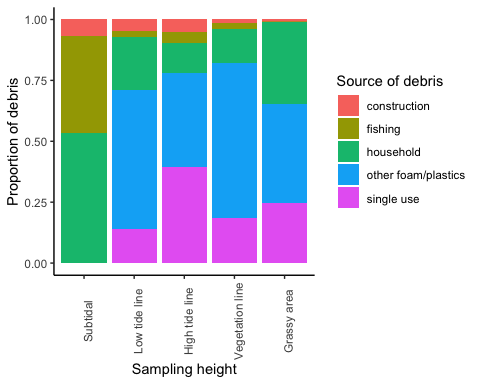 1.00
0.75
0.50
0.25
0.00
Proportion of debris
Subtidal
Low tide line
High tide line
Vegetation line
Grassy area
Sampling height
Source of debris
construction
fishing
household
other foam/plastics
single use